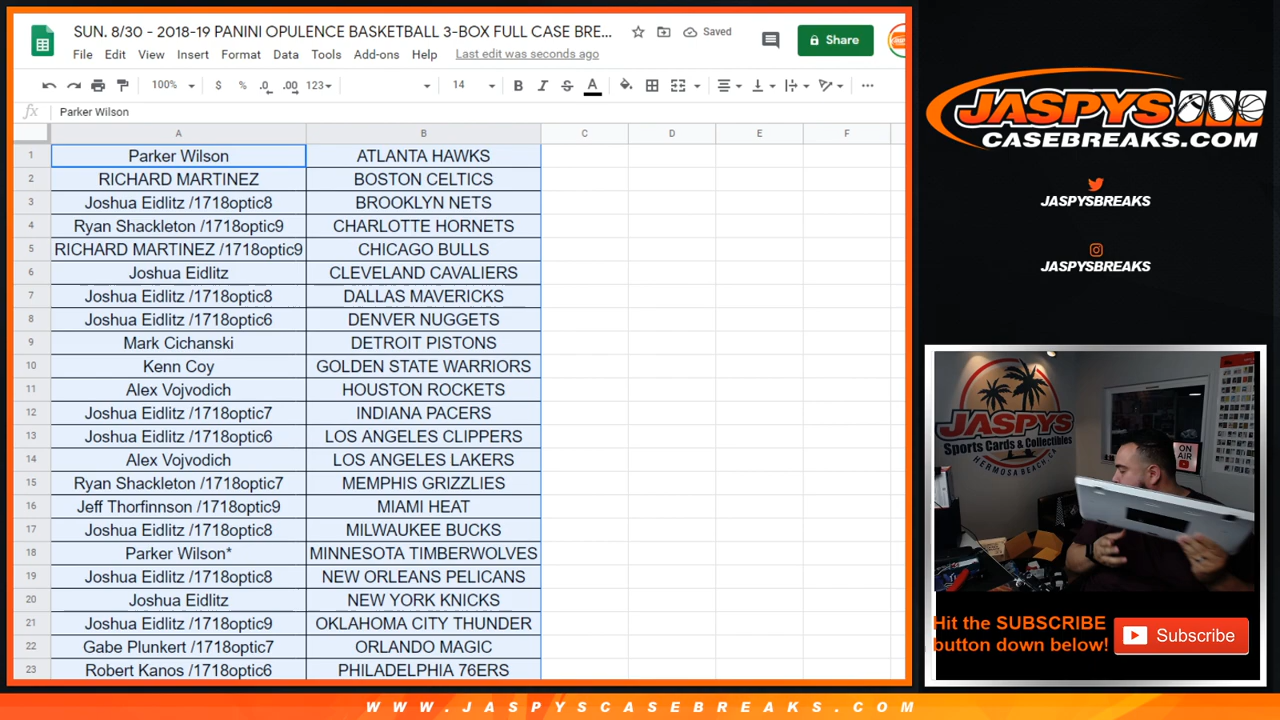 SUN. 8/30 - 2018-19 PANINI OPULENCE BASKETBALL 3-BOX FULL CASE BRE...
Saved
Share
File Edit View Insert Format Data Tools Add-ons Help Last edit was seconds ago
100% $ % .0 .00 123 14 B I S A
fx Parker Wilson
A B C D E F
1 Parker Wilson ATLANTA HAWKS
2 RICHARD MARTINEZ BOSTON CELTICS
3 Joshua Eidlitz /1718optic8 BROOKLYN NETS
4 Ryan Shackleton /1718optic9 CHARLOTTE HORNETS
5 RICHARD MARTINEZ /1718optic9 CHICAGO BULLS
6 Joshua Eidlitz CLEVELAND CAVALIERS
7 Joshua Eidlitz /1718optic8 DALLAS MAVERICKS
8 Joshua Eidlitz /1718optic6 DENVER NUGGETS
9 Mark Cichanski DETROIT PISTONS
10 Kenn Coy GOLDEN STATE WARRIORS
11 Alex Vojvodich HOUSTON ROCKETS
12 Joshua Eidlitz /1718optic7 INDIANA PACERS
13 Joshua Eidlitz /1718optic6 LOS ANGELES CLIPPERS
14 Alex Vojvodich LOS ANGELES LAKERS
15 Ryan Shackleton /1718optic7 MEMPHIS GRIZZLIES
16 Jeff Thorfinnson /1718optic9 MIAMI HEAT
17 Joshua Eidlitz /1718optic8 MILWAUKEE BUCKS
18 Parker Wilson* MINNESOTA TIMBERWOLVES
19 Joshua Eidlitz /1718optic8 NEW ORLEANS PELICANS
20 Joshua Eidlitz NEW YORK KNICKS
21 Joshua Eidlitz /1718optic9 OKLAHOMA CITY THUNDER
22 Gabe Plunkert /1718optic7 ORLANDO MAGIC
23 Robert Kanos /1718optic6 PHILADELPHIA 76ERS
JASPYS
CASEBREAKS.COM
JASPYSBREAKS
JASPYSBREAKS
JASPYS
Sports Cards & Collectibles
HERMOSA BEACH, CA
ON
AIR
Hit the SUBSCRIBE
button down below!
Subscribe
WWW.JASPYSCASEBREAKS.COM